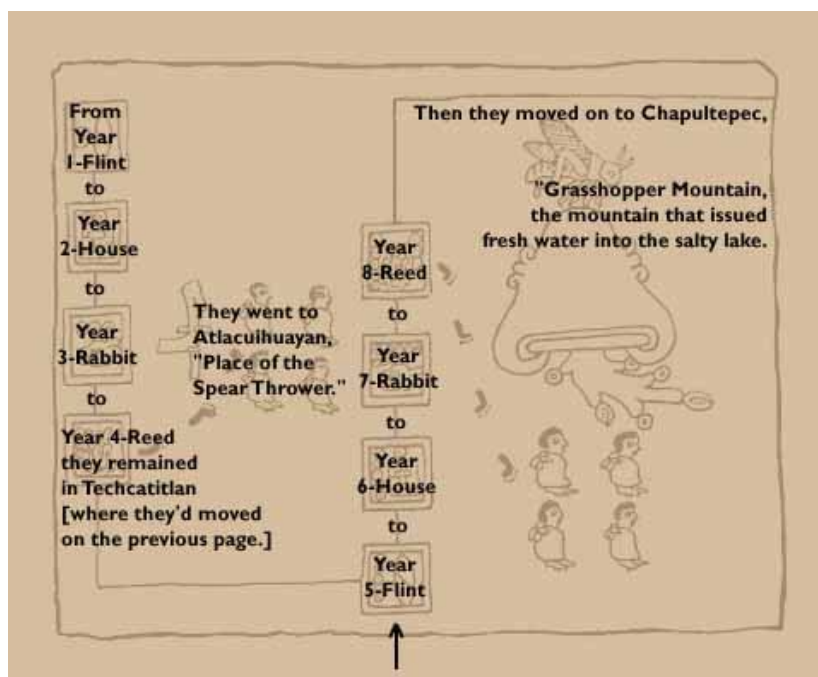 From
Year
1-Flint
to
Year
2-House
to
Year
3-Rabbit
to
Year 4-Reed
they remained
in Techcatitlan
[where they'd moved
on the previous page.]
They went to
Atlacuihuayan,
"Place of the
Spear Thrower."
Year
8-Reed
to
Year
7-Rabbit
to
Year
6-House
to
Year
5-Flint
Then they moved on to Chapultepec,
"Grasshopper Mountain,
the mountain that issued
fresh water into the salty lake.